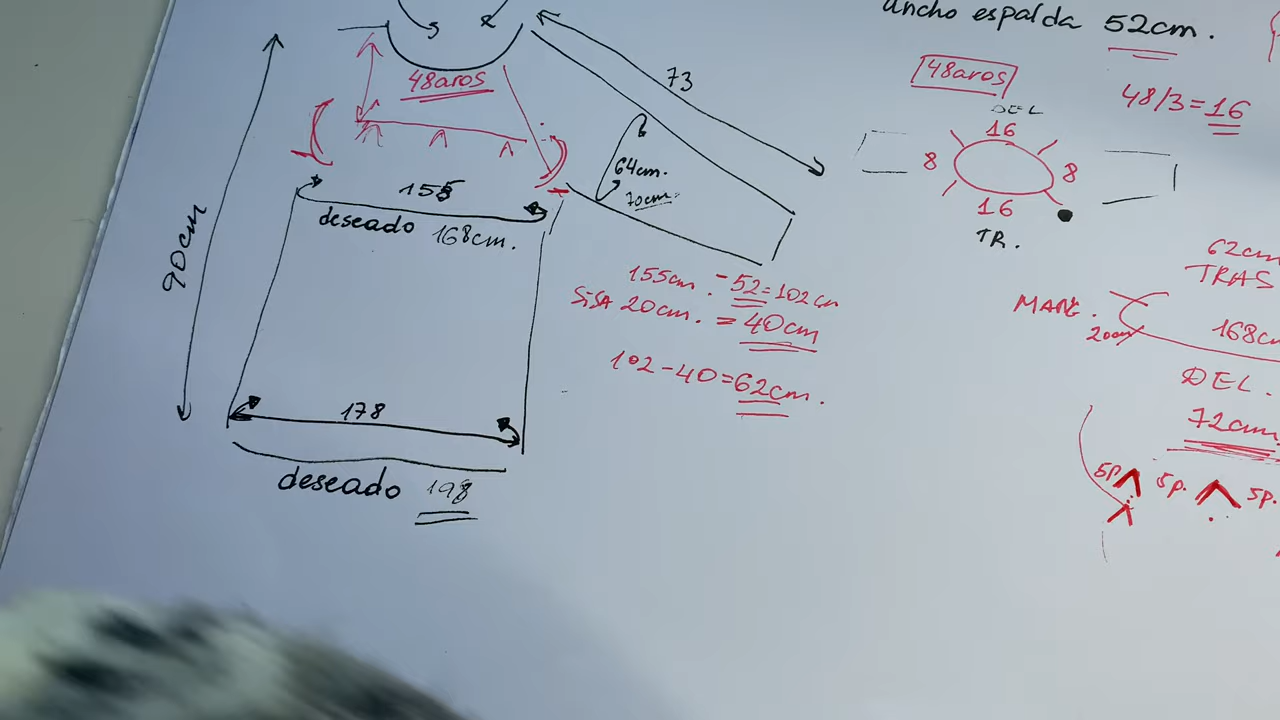 ancho espalda 52cm.
73
48aros
48aros
48/3=16
DEL
16
8
8
16
TR.
64cm.
70cm.
155
deseado 168cm.
90cm
155cm. -52=102cm
SiSA 20cm. = 40cm
102-40=62cm.
62cm
TRAS
MANG.
20cm
168cm
DEL.
72cm
178
deseado 198
5p. 5p. 5p.